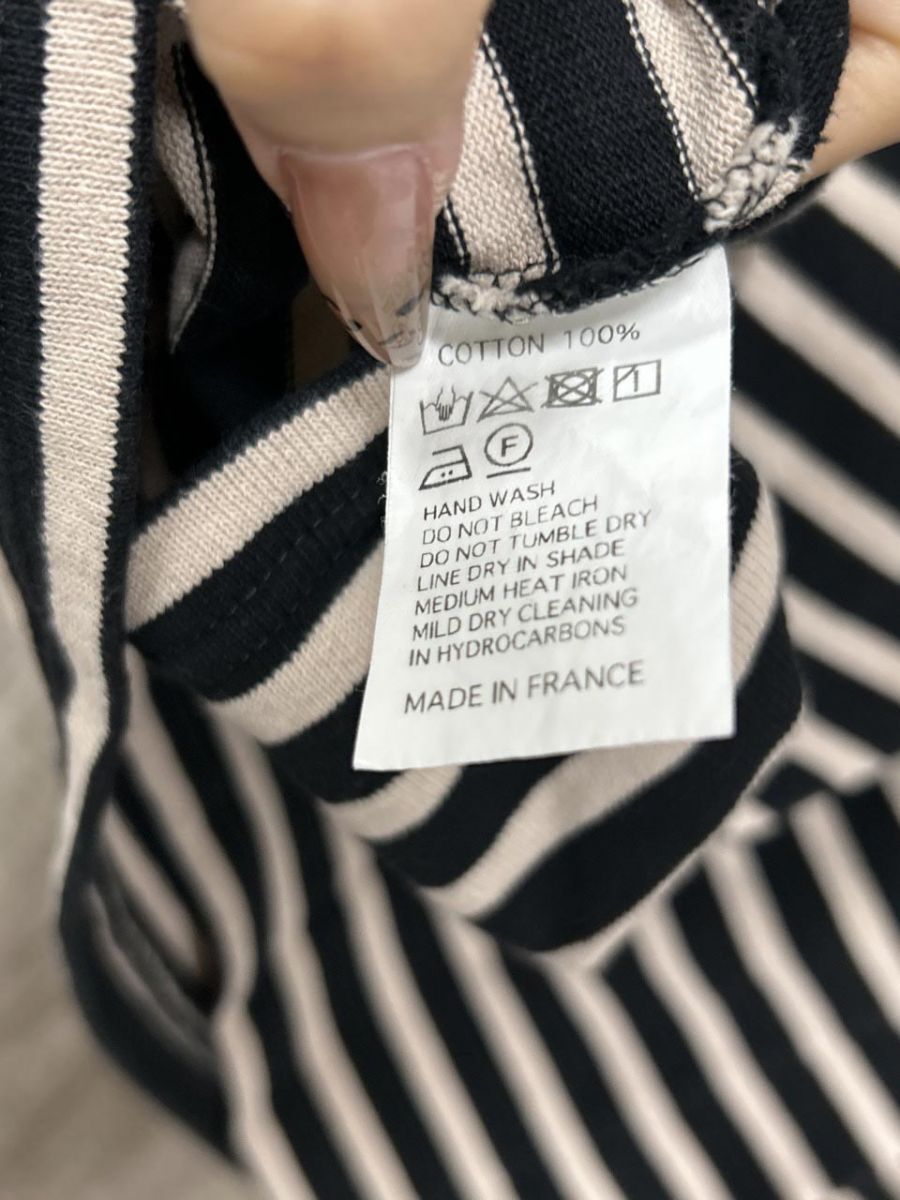 COTTON 100%
F
HAND WASH
DO NOT BLEACH
DO NOT TUMBLE DRY
LINE DRY IN SHADE
MEDIUM HEAT IRON
MILD DRY CLEANING
IN HYDROCARBONS
MADE IN FRANCE